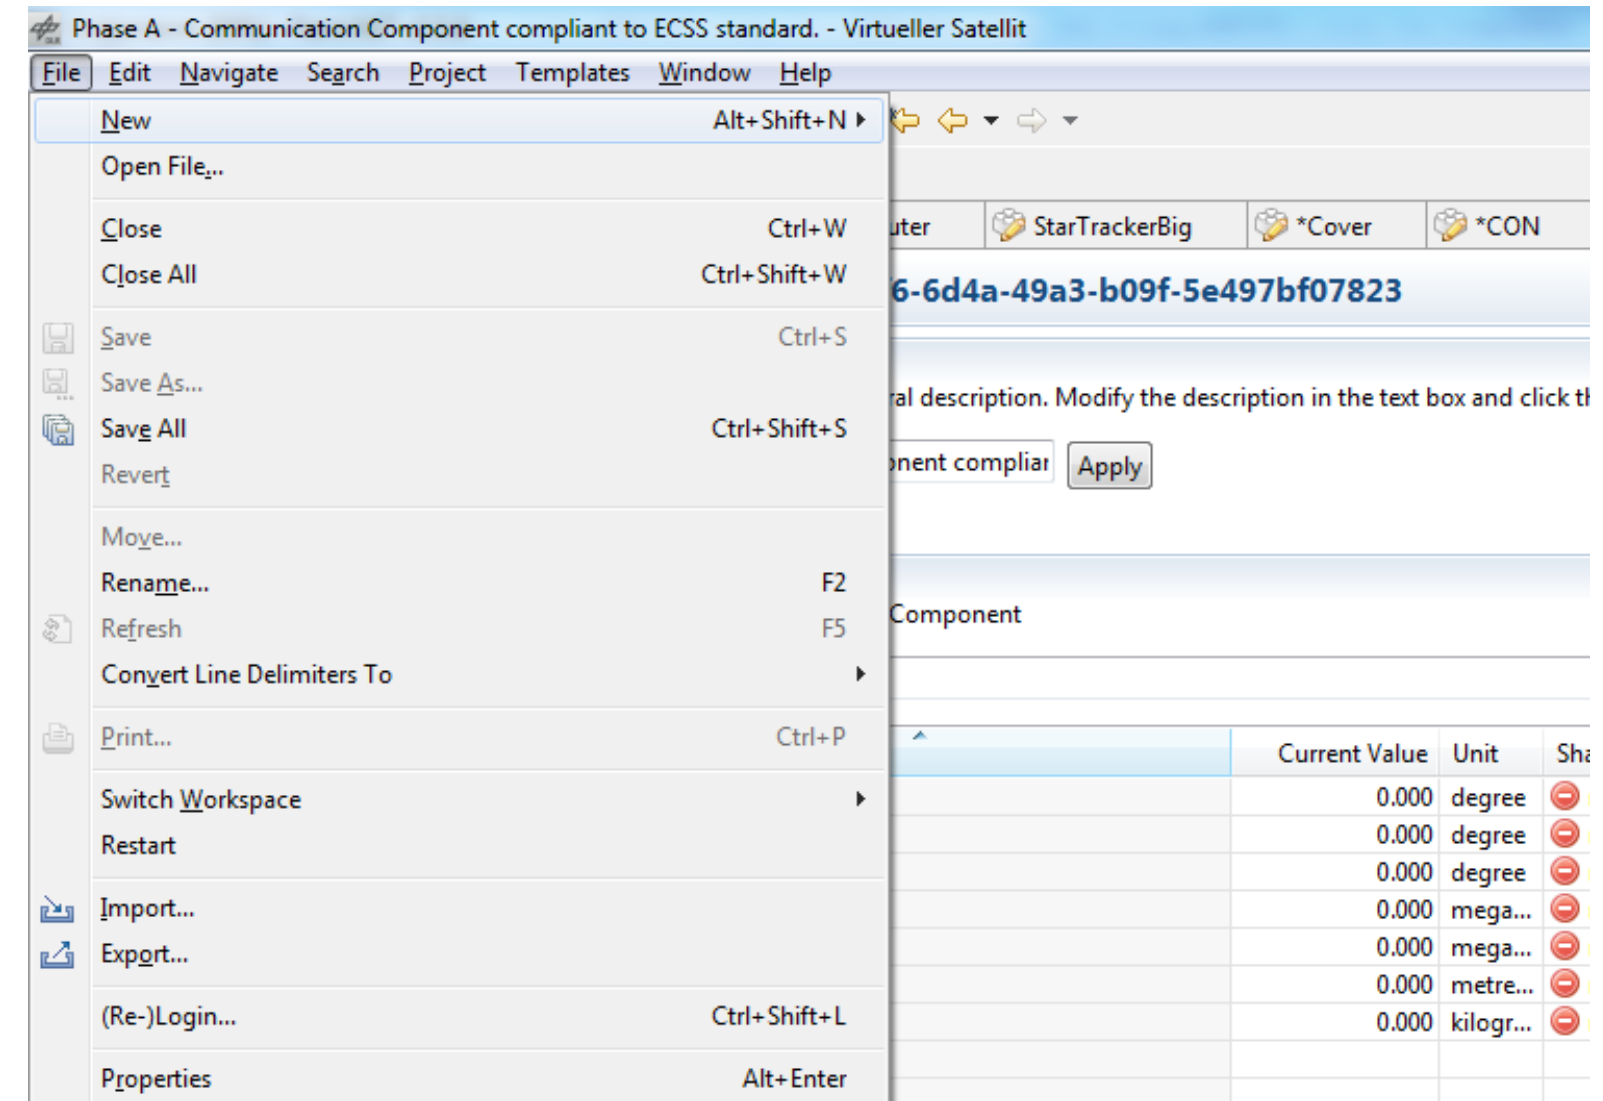 Phase A - Communication Component compliant to ECSS standard. - Virtueller Satellit
File Edit Navigate Search Project Templates Window Help
New Alt+Shift+N
Open File...
Close Ctrl+W
Close All Ctrl+Shift+W
Save Ctrl+S
Save As...
Save All Ctrl+Shift+S
Revert
Move...
Rename... F2
Refresh F5
Convert Line Delimiters To
Print... Ctrl+P
Switch Workspace
Restart
Import...
Export...
(Re-)Login... Ctrl+Shift+L
Properties Alt+Enter
StarTrackerBig *Cover *CON
6-6d4a-49a3-b09f-5e497bf07823
description. Modify the description in the text box and click
Apply
Component
Current Value Unit
0.000 degree
0.000 degree
0.000 degree
0.000 mega...
0.000 mega...
0.000 metre...
0.000 kilogr...